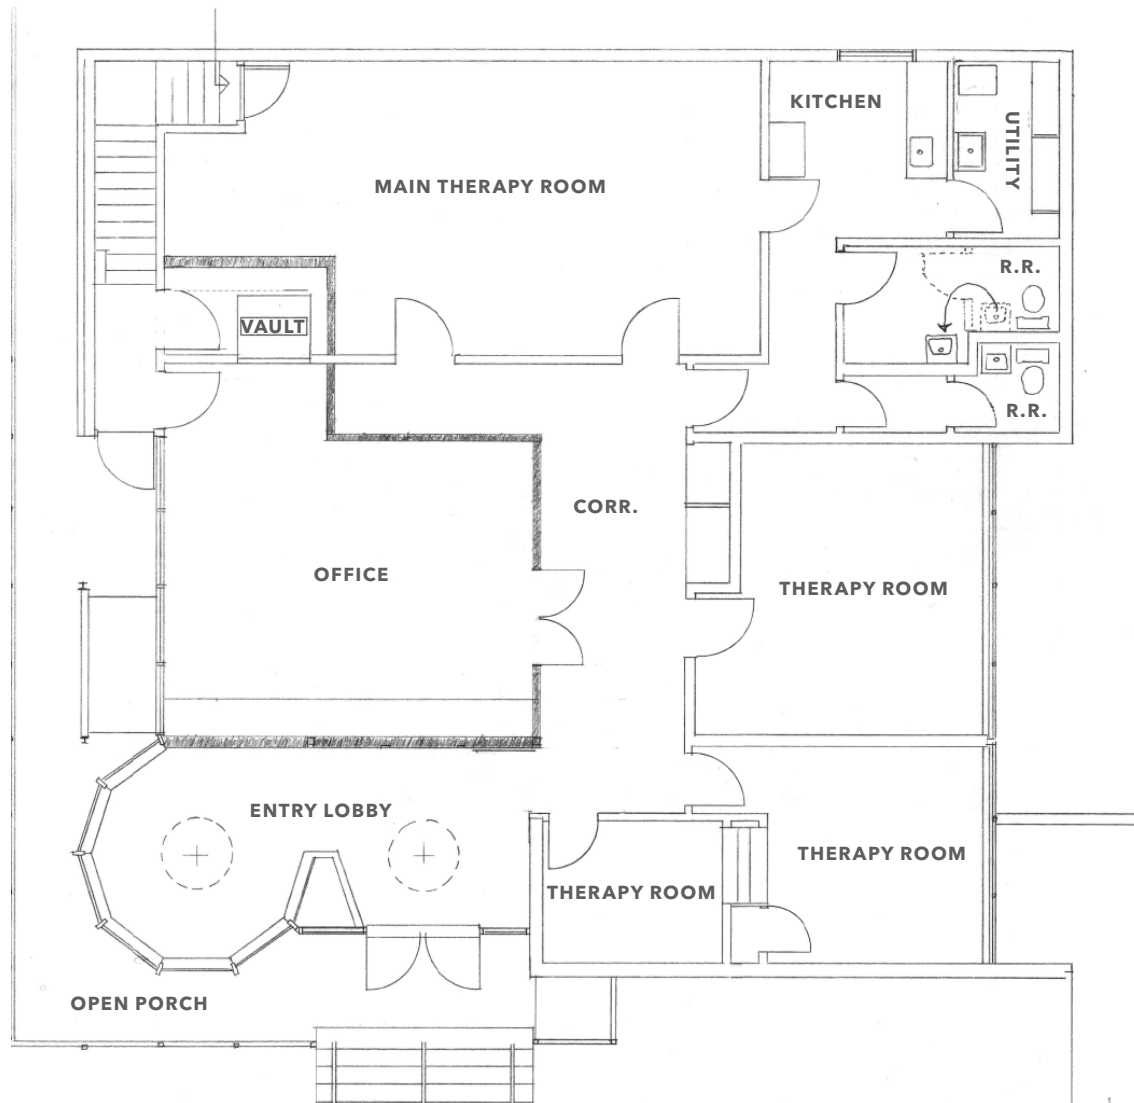 KITCHEN
UTILITY
MAIN THERAPY ROOM
R.R.
VAULT
R.R.
CORR.
OFFICE
THERAPY ROOM
ENTRY LOBBY
THERAPY ROOM
THERAPY ROOM
OPEN PORCH